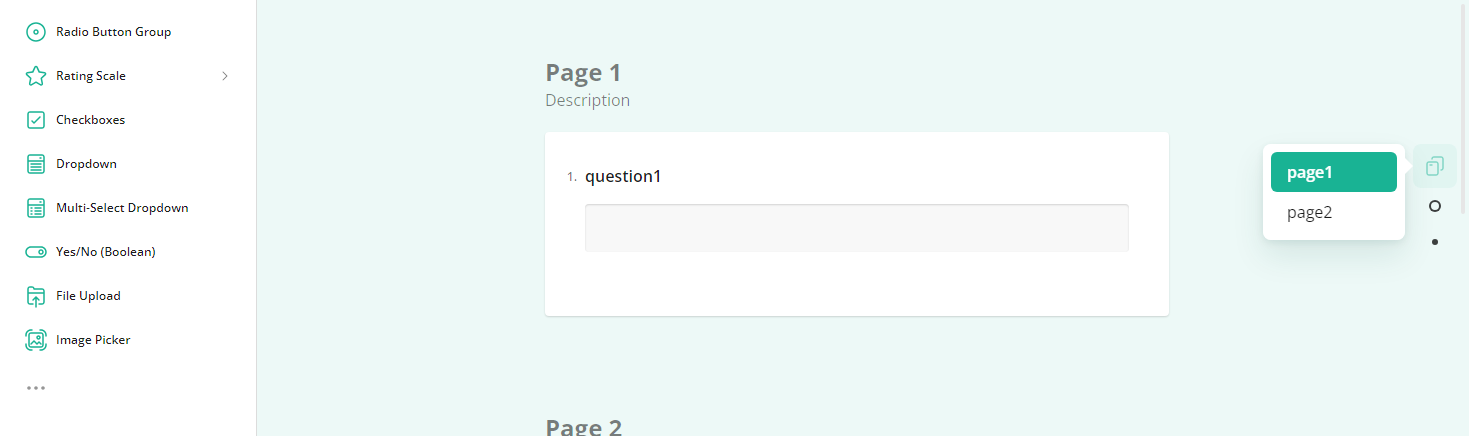 Radio Button Group
Rating Scale
Checkboxes
Dropdown
Multi-Select Dropdown
Yes/No (Boolean)
File Upload
Image Picker
Page 1
Description
1. question1
Page 2
page1
page2